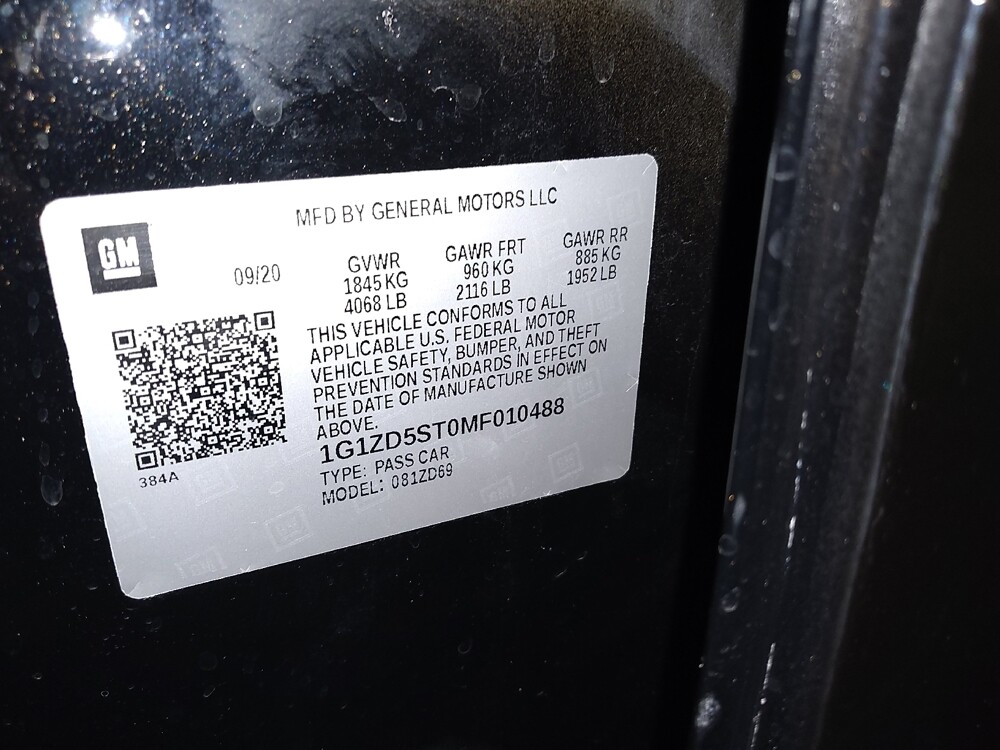 MFD BY GENERAL MOTORS LLC
GM
09/20
GVWR
1845 KG
4068 LB
GAWR FRT
960 KG
2116 LB
GAWR RR
885 KG
1952 LB
THIS VEHICLE CONFORMS TO ALL
APPLICABLE U.S. FEDERAL MOTOR
VEHICLE SAFETY, BUMPER, AND THEFT
PREVENTION STANDARDS IN EFFECT ON
THE DATE OF MANUFACTURE SHOWN
ABOVE.
1G1ZD5ST0MF010488
TYPE: PASS CAR
MODEL: 081ZD69
384A